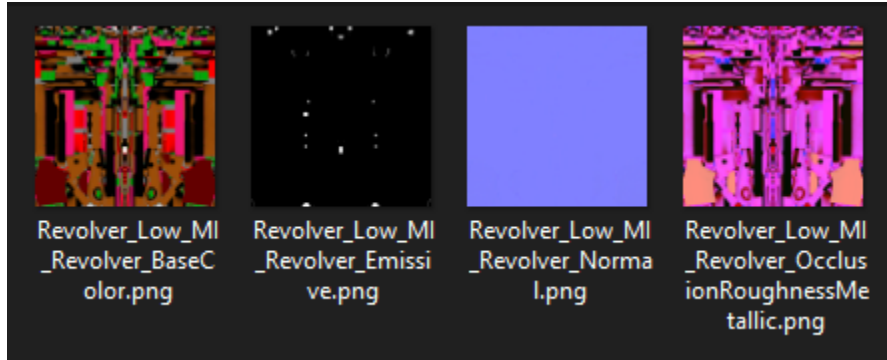 Revolver_Low_MI
_Revolver_BaseC
olor.png
Revolver_Low_MI
_Revolver_Emissi
ve.png
Revolver_Low_MI
_Revolver_Norma
l.png
Revolver_Low_MI
_Revolver_Occlus
ionRoughnessMe
tallic.png